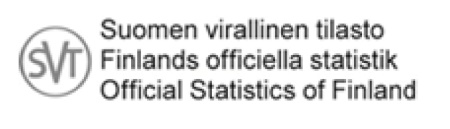 SVT
Suomen virallinen tilasto
Finlands officiella statistik
Official Statistics of Finland